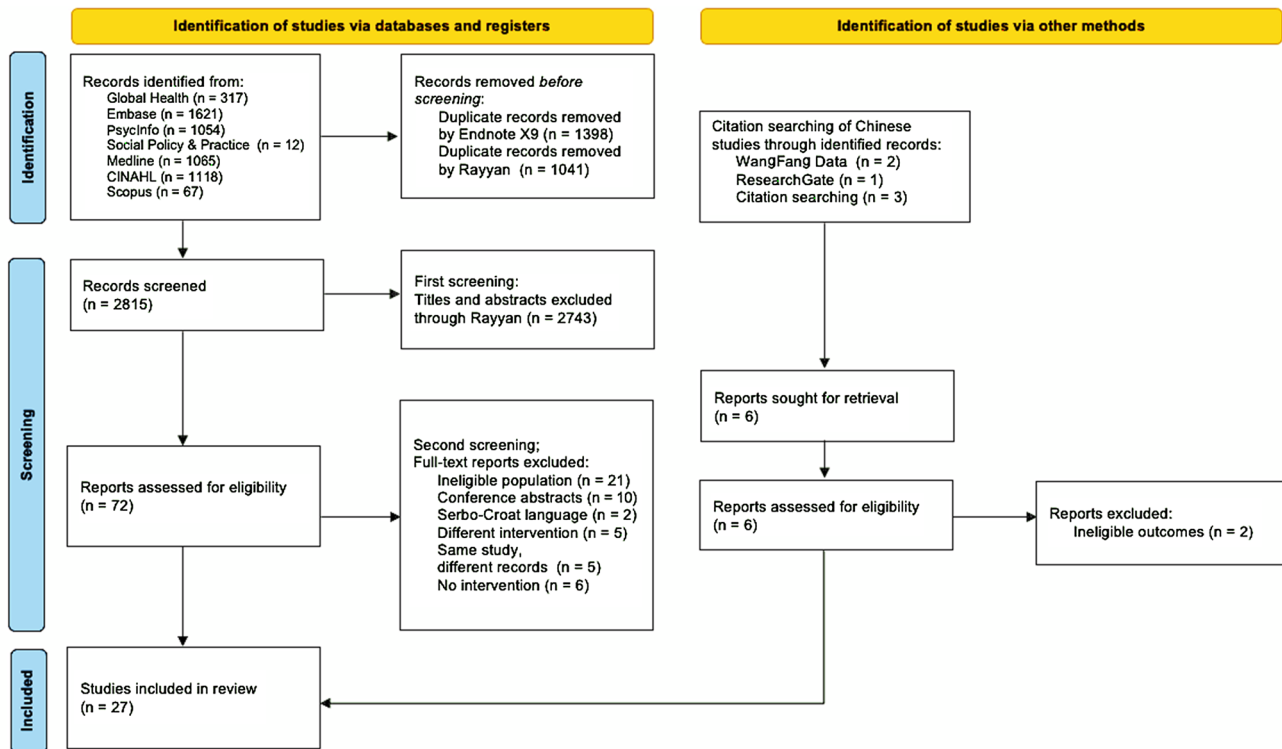 Identification of studies via databases and registers
Identification of studies via other methods
Identification
Records identified from:
Global Health (n = 317)
Embase (n = 1621)
PsycInfo (n = 1054)
Social Policy & Practice (n = 12)
Medline (n = 1065)
CINAHL (n = 1118)
Scopus (n = 67)
Records removed before
screening:
Duplicate records removed
by Endnote X9 (n = 1398)
Duplicate records removed
by Rayyan (n = 1041)
Citation searching of Chinese
studies through identified records:
WangFang Data (n = 2)
ResearchGate (n = 1)
Citation searching (n = 3)
Screening
Records screened
(n = 2815)
First screening:
Titles and abstracts excluded
through Rayyan (n = 2743)
Reports sought for retrieval
(n = 6)
Reports assessed for eligibility
(n = 72)
Second screening;
Full-text reports excluded:
Ineligible population (n = 21)
Conference abstracts (n = 10)
Serbo-Croat language (n = 2)
Different intervention (n = 5)
Same study,
different records (n = 5)
No intervention (n = 6)
Reports assessed for eligibility
(n = 6)
Reports excluded:
Ineligible outcomes (n = 2)
Included
Studies included in review
(n = 27)